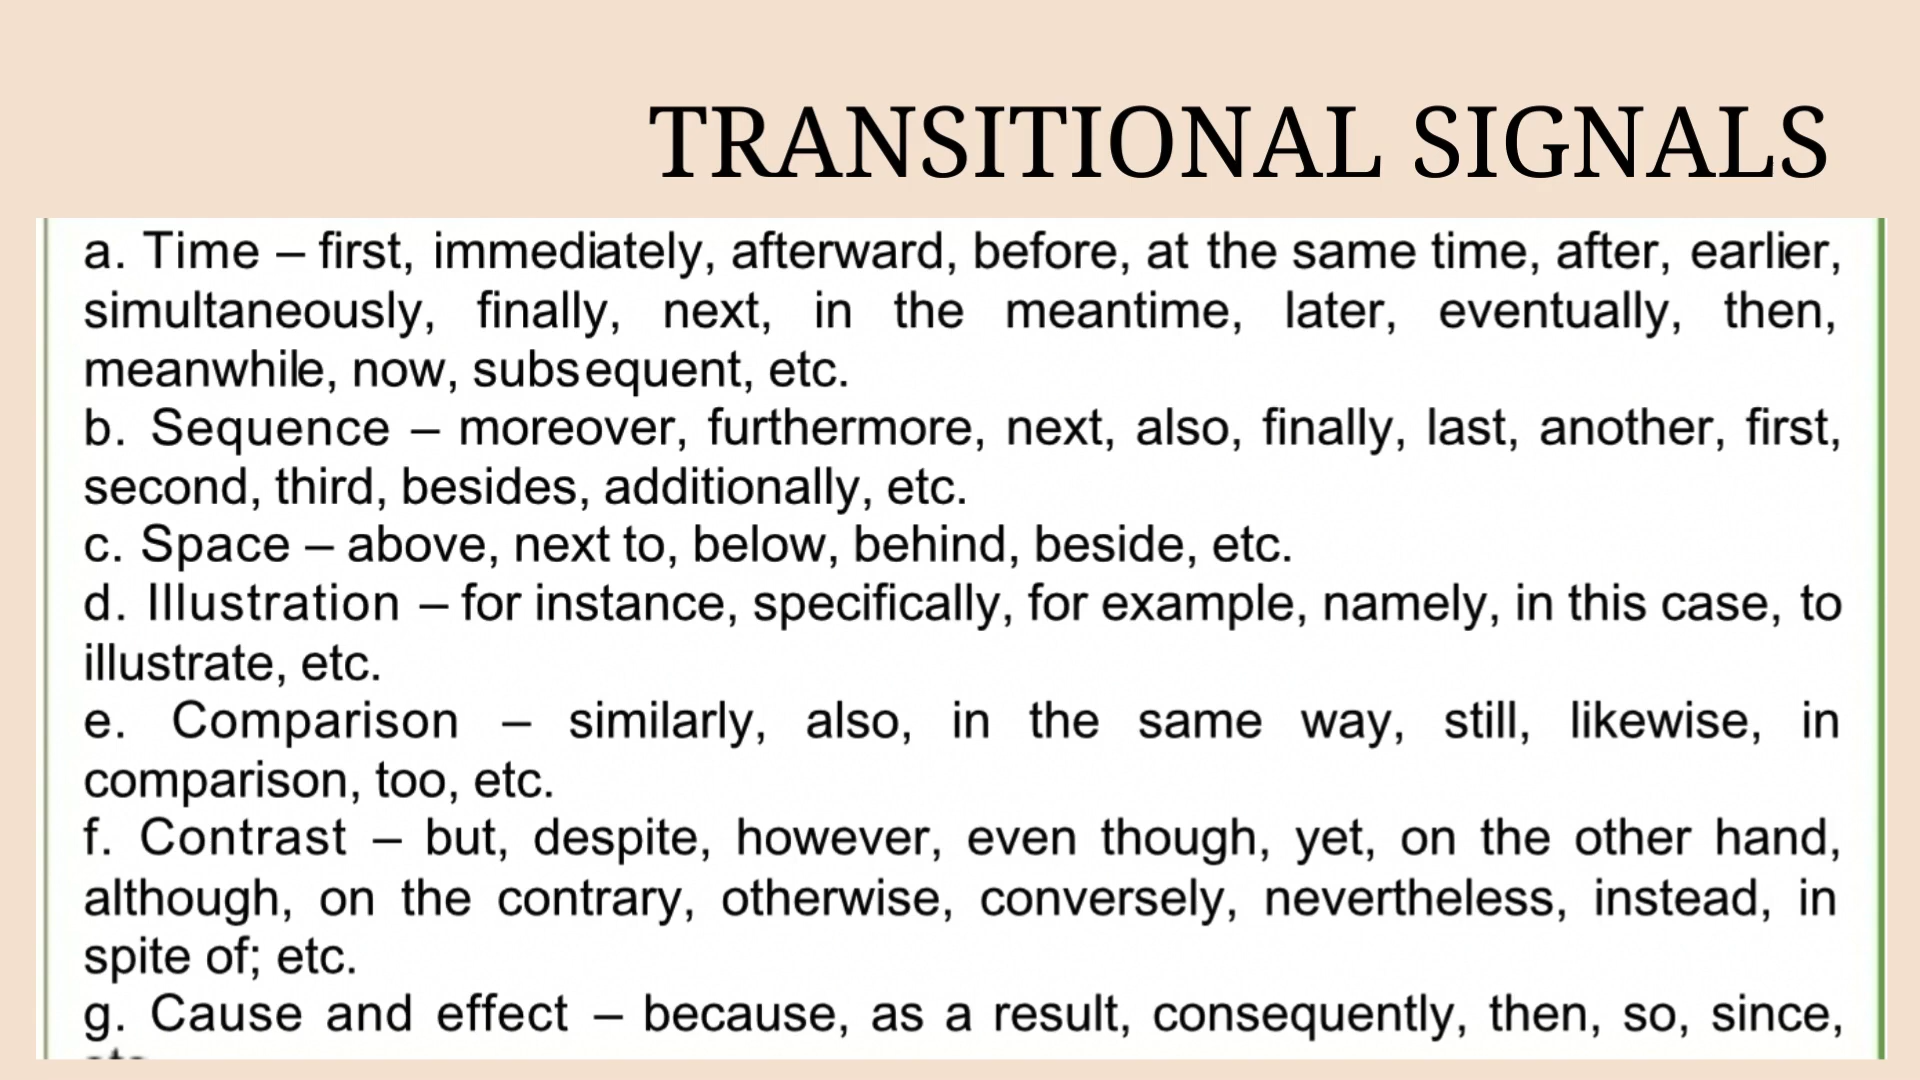 TRANSITIONAL SIGNALS
a. Time – first, immediately, afterward, before, at the same time, after, earlier,
simultaneously, finally, next, in the meantime, later, eventually, then,
meanwhile, now, subsequent, etc.
b. Sequence – moreover, furthermore, next, also, finally, last, another, first,
second, third, besides, additionally, etc.
c. Space – above, next to, below, behind, beside, etc.
d. Illustration – for instance, specifically, for example, namely, in this case, to
illustrate, etc.
e. Comparison – similarly, also, in the same way, still, likewise, in
comparison, too, etc.
f. Contrast – but, despite, however, even though, yet, on the other hand,
although, on the contrary, otherwise, conversely, nevertheless, instead, in
spite of; etc.
g. Cause and effect – because, as a result, consequently, then, so, since,